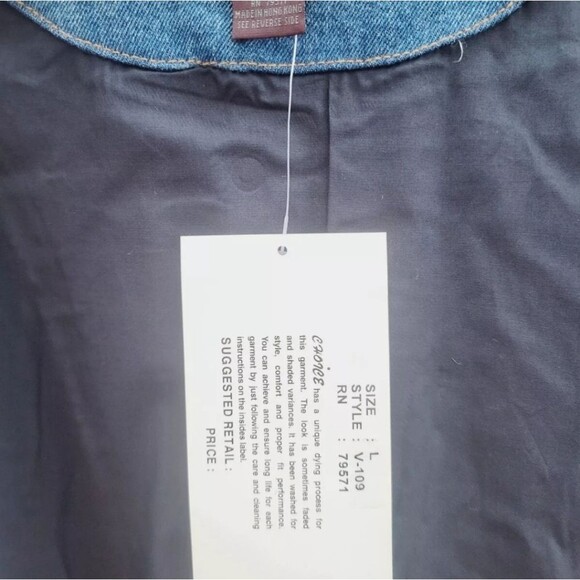 MADE IN HONG KONG
SEE REVERSE SIDE
SIZE : L
STYLE : V-109
RN : 79571
CHOICE has a unique dying process for
this garment. The look is sometimes faded
and shaded variances. It has been washed for
style, comfort and proper fit performance.
You can achieve and ensure long life for each
garment by just following the care and cleaning
instructions on the insides label.
SUGGESTED RETAIL:
PRICE: